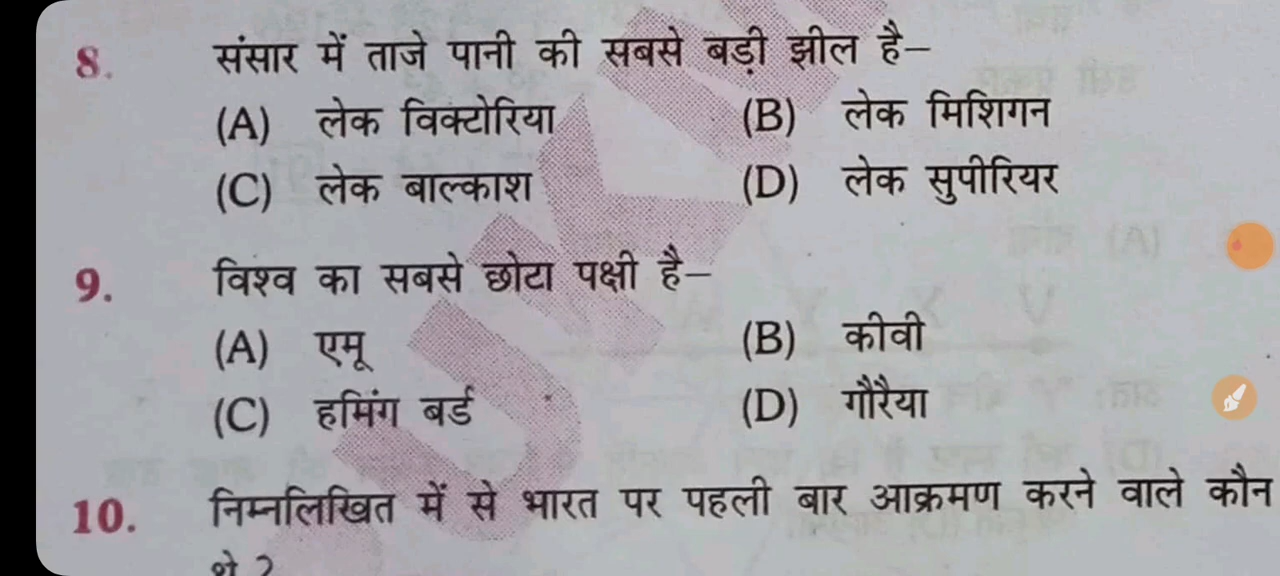 8. संसार में ताजे पानी की सबसे बड़ी झील है–
(A) लेक विक्टोरिया (B) लेक मिशिगन
(C) लेक बाल्काश (D) लेक सुपीरियर
9. विश्व का सबसे छोटा पक्षी है–
(A) एमू (B) कीवी
(C) हमिंग बर्ड (D) गौरैया
10. निम्नलिखित में से भारत पर पहली बार आक्रमण करने वाले कौन
थे ?